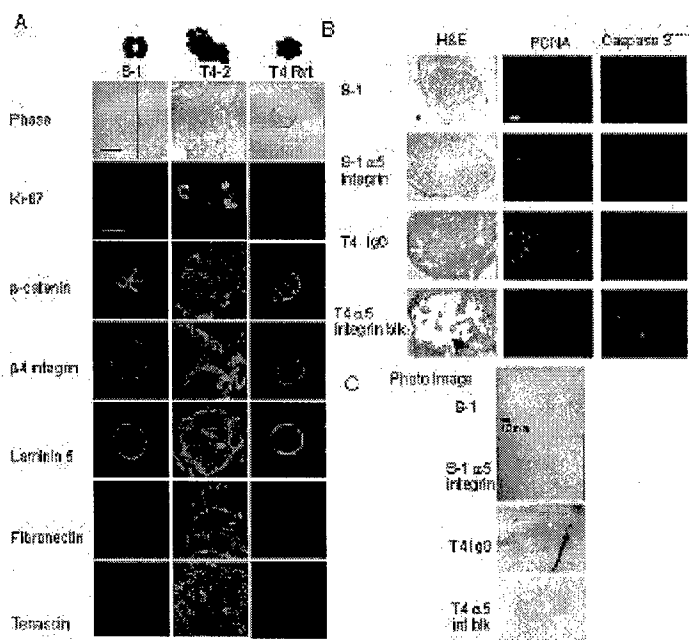 A
S-1 T4-2 T4 Rvt
Phase
Ki-67
β-catenin
β4 integrin
Laminin 5
Fibronectin
Tenascin
B
H&E PCNA Caspase 3
S-1
S-1 α5
integrin
T4 IgG
T4 α5
integrin blk
C Photo Image
S-1
S-1 α5
integrin
T4 IgG
T4 α5
int blk